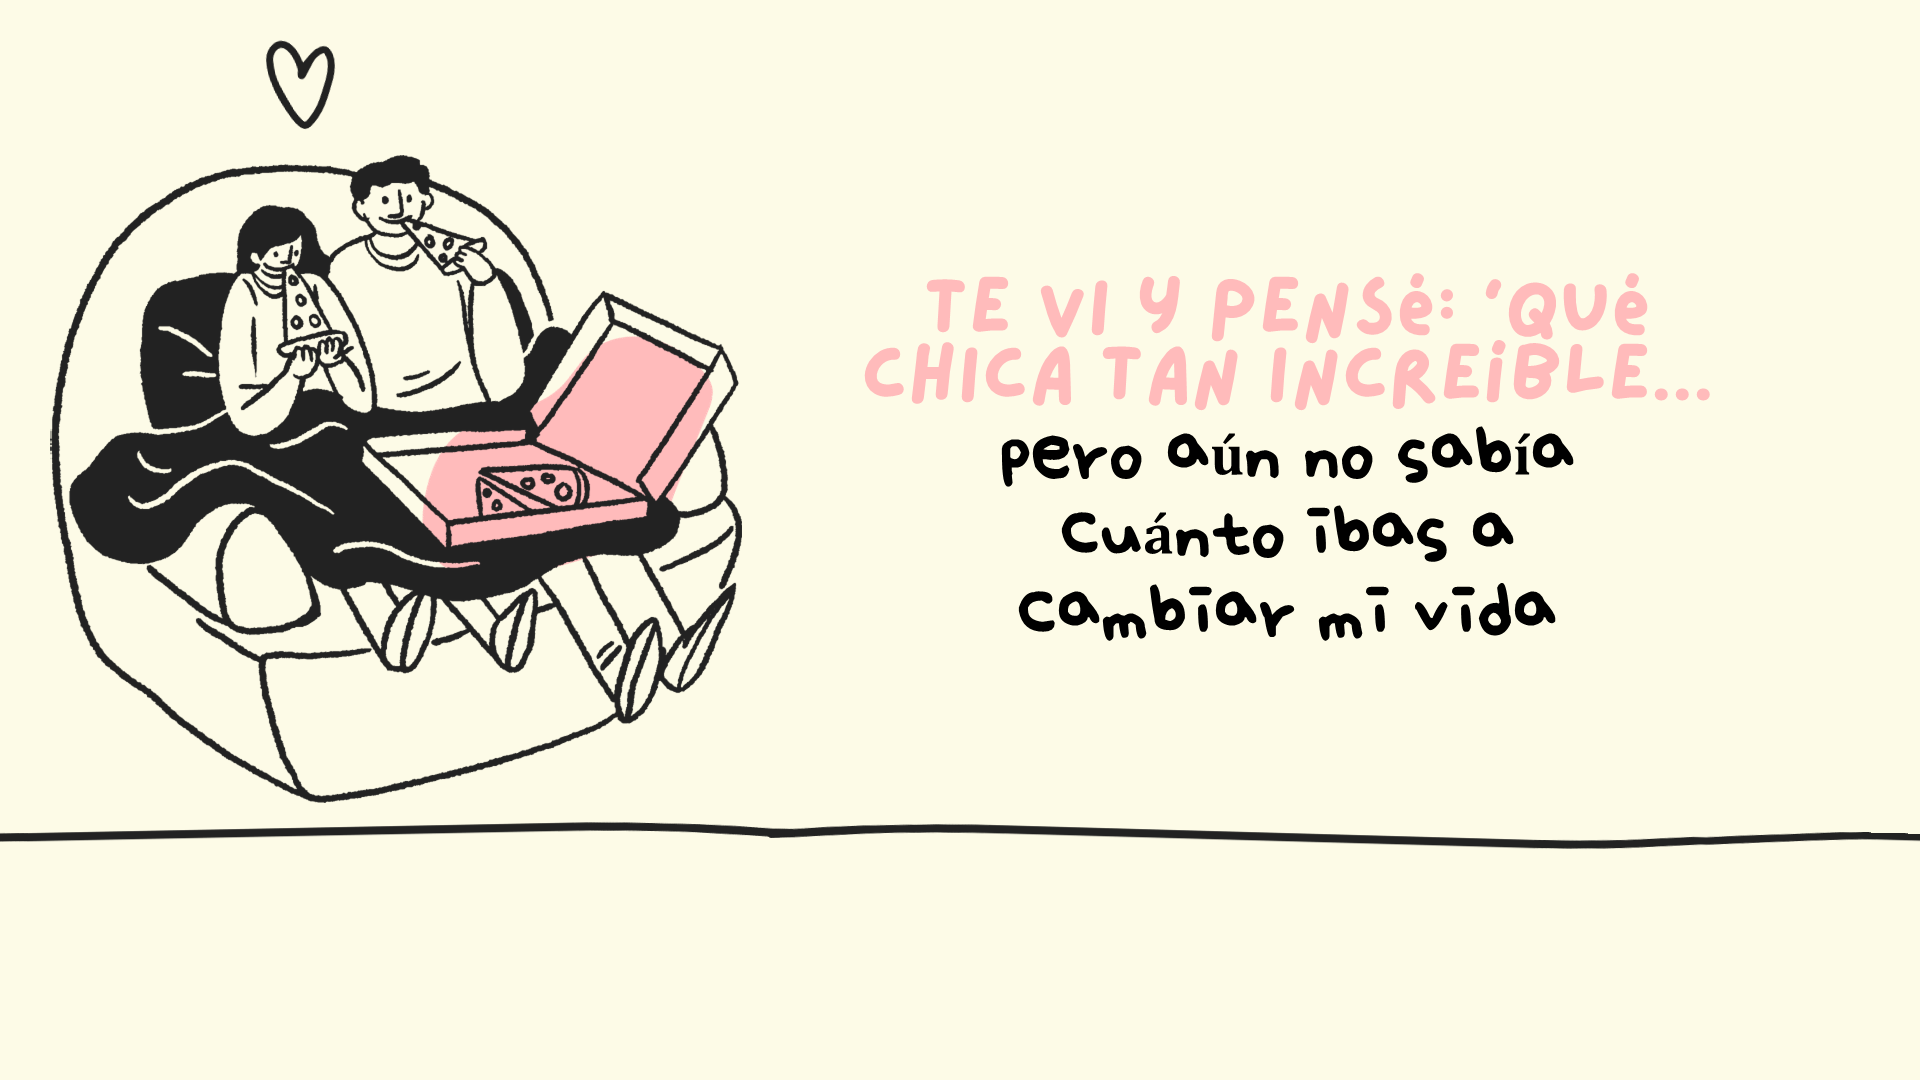 TE VI Y PENSé: ‘QUé
CHICA TAN INCREíBLE...
pero aún no sabía
cuánto ibas a
cambiar mi vida